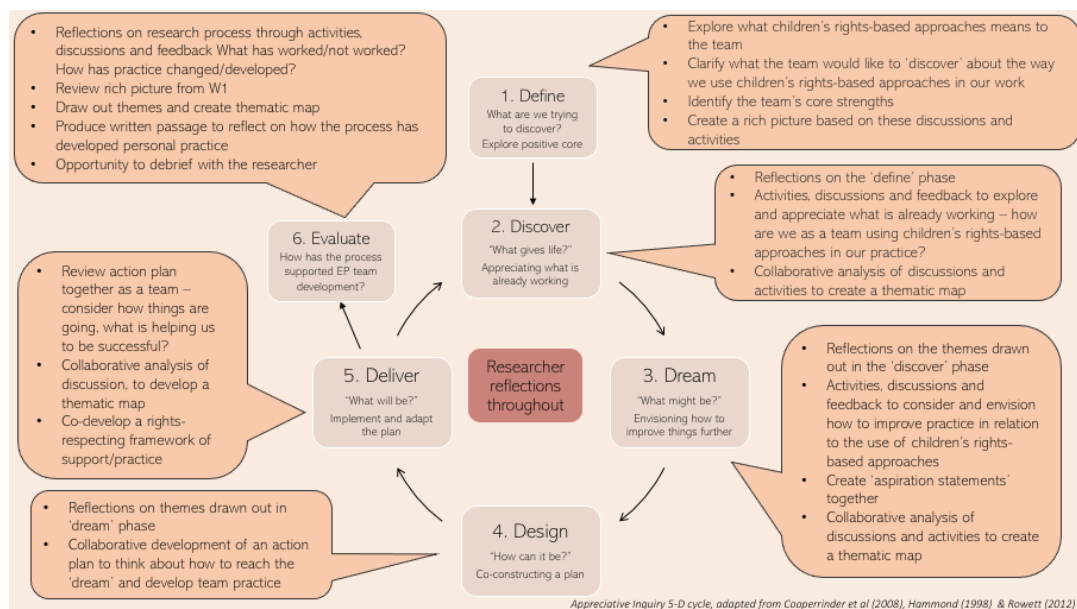 • Reflections on research process through activities,
discussions and feedback What has worked/not worked?
How has practice changed/developed?
• Review rich picture from W1
• Draw out themes and create thematic map
• Produce written passage to reflect on how the process has
developed personal practice
• Opportunity to debrief with the researcher
1. Define
What are we trying
to discover?
Explore positive core
• Explore what children's rights-based approaches means to
the team
• Clarify what the team would like to 'discover' about the way
we use children's rights-based approaches in our work
• Identify the team's core strengths
• Create a rich picture based on these discussions and
activities
2. Discover
"What gives life?"
Appreciating what is
already working
• Reflections on the 'define' phase
• Activities, discussions and feedback to explore
and appreciate what is already working – how
are we as a team using children's rights-based
approaches in our practice?
• Collaborative analysis of discussions and
activities to create a thematic map
6. Evaluate
How has the process
supported EP team
development?
• Review action plan
together as a team –
consider how things are
going, what is helping us
to be successful?
• Collaborative analysis of
discussion, to develop a
thematic map
• Co-develop a rights-
respecting framework of
support/practice
5. Deliver
"What will be?"
Implement and adapt
the plan
Researcher
reflections
throughout
3. Dream
"What might be?"
Envisioning how to
improve things further
• Reflections on the themes drawn
out in the 'discover' phase
• Activities, discussions and
feedback to consider and envision
how to improve practice in relation
to the use of children's rights-
based approaches
• Create 'aspiration statements'
together
• Collaborative analysis of
discussions and activities to create
a thematic map
• Reflections on themes drawn out in
'dream' phase
• Collaborative development of an action
plan to think about how to reach the
'dream' and develop team practice
4. Design
"How can it be?"
Co-constructing a plan
Appreciative Inquiry 5-D cycle, adapted from Cooperrinder et al (2008), Hammond (1998) & Rowett (2012)